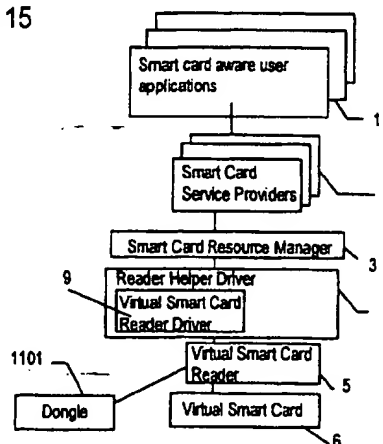 15
Smart card aware user
applications
1
Smart Card
Service Providers
Smart Card Resource Manager
3
Reader Helper Driver
9
Virtual Smart Card
Reader Driver
1101
Virtual Smart Card
Reader
5
Dongle
Virtual Smart Card
6